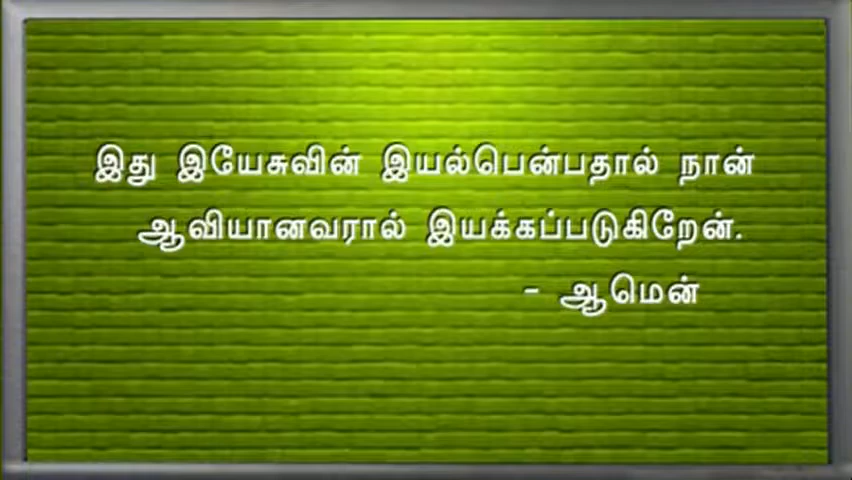 இது இயேசுவின் இயல்பென்பதால் நான்
ஆவியானவரால் இயக்கப்படுகிறேன்.
- ஆமென்